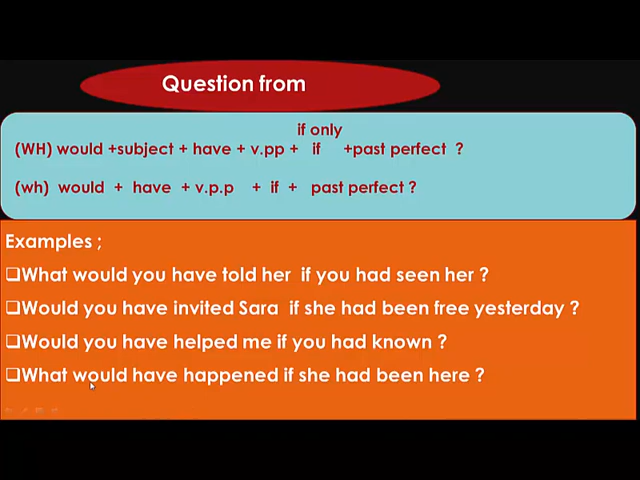 Question from
if only
(WH) would +subject + have + v.pp + if +past perfect ?
(wh) would + have + v.p.p + if + past perfect ?
Examples ;
❑What would you have told her if you had seen her ?
❑Would you have invited Sara if she had been free yesterday ?
❑Would you have helped me if you had known ?
❑What would have happened if she had been here ?